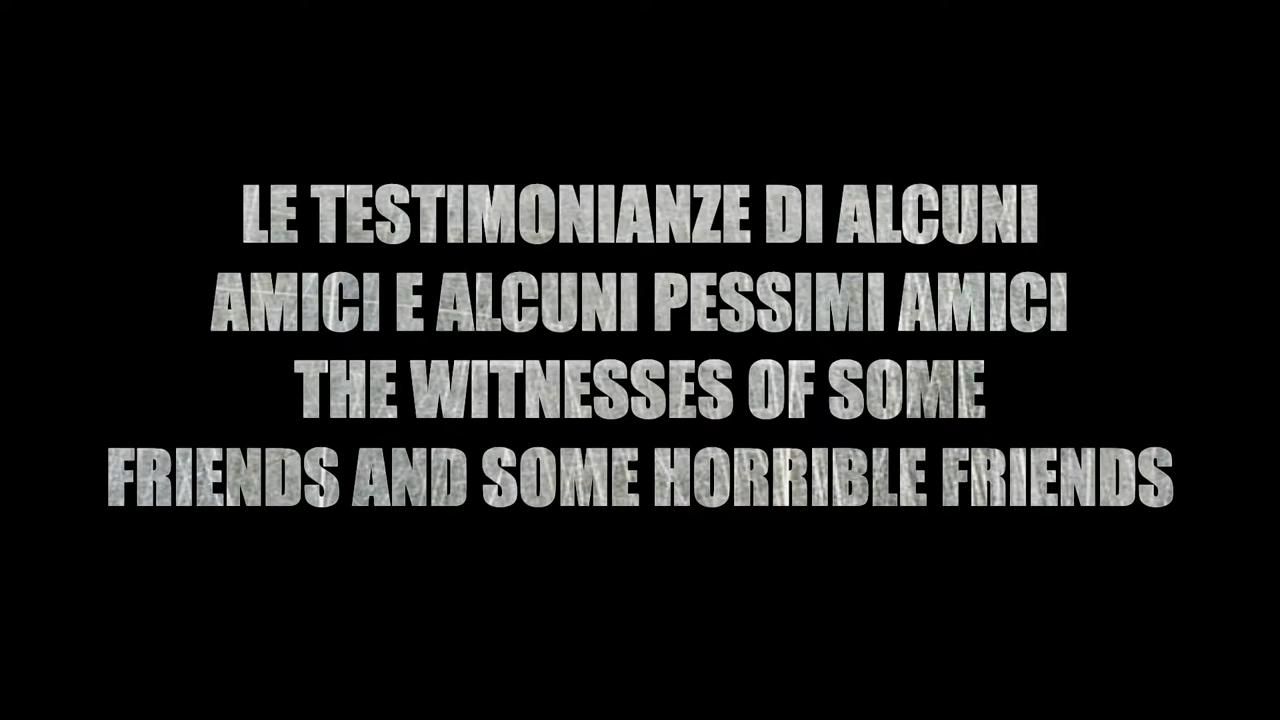 LE TESTIMONIANZE DI ALCUNI
AMICI E ALCUNI PESSIMI AMICI
THE WITNESSES OF SOME
FRIENDS AND SOME HORRIBLE FRIENDS